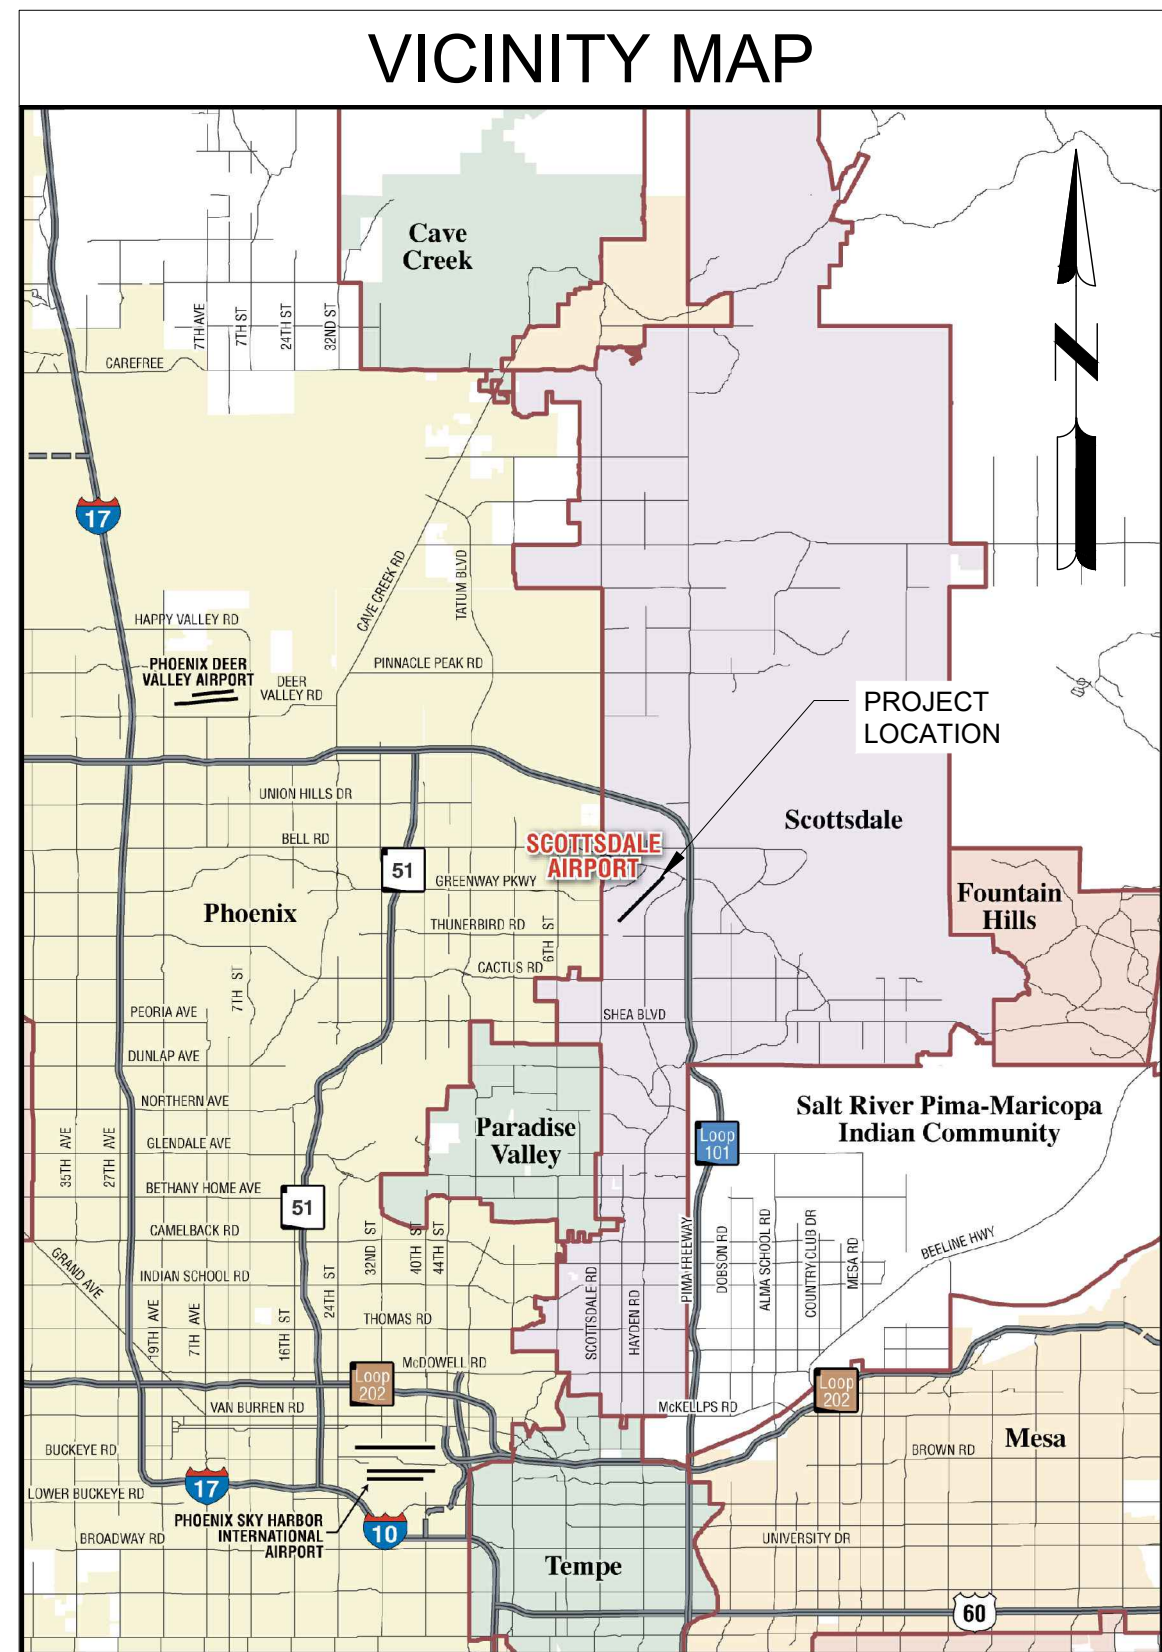 VICINITY MAP
Cave
Creek
7TH AVE
7TH ST
24TH ST
32ND ST
CAREFREE
N
17
CAVE CREEK RD
TATUM BLVD
HAPPY VALLEY RD
PHOENIX DEER
VALLEY AIRPORT
DEER
VALLEY RD
PINNACLE PEAK RD
PROJECT
LOCATION
UNION HILLS DR
BELL RD
SCOTTSDALE
AIRPORT
Scottsdale
51
GREENWAY PKWY
Phoenix
THUNERBIRD RD
6TH ST
CACTUS RD
Fountain
Hills
7TH ST
PEORIA AVE
SHEA BLVD
DUNLAP AVE
NORTHERN AVE
Paradise
Valley
Salt River Pima-Maricopa
Indian Community
Loop
101
35TH AVE
27TH AVE
GLENDALE AVE
BETHANY HOME AVE
51
CAMELBACK RD
32ND ST
40TH ST
44TH ST
GRAND AVE
INDIAN SCHOOL RD
24TH ST
PIMA FREEWAY
DOBSON RD
ALMA SCHOOL RD
COUNTRY CLUB DR
MESA RD
BEELINE HWY
19TH AVE
7TH AVE
16TH ST
THOMAS RD
SCOTTSDALE RD
HAYDEN RD
McDOWELL RD
Loop
202
Loop
202
VAN BURREN RD
McKELLPS RD
BUCKEYE RD
BROWN RD
Mesa
17
LOWER BUCKEYE RD
PHOENIX SKY HARBOR
INTERNATIONAL
AIRPORT
10
BROADWAY RD
UNIVERSITY DR
Tempe
60